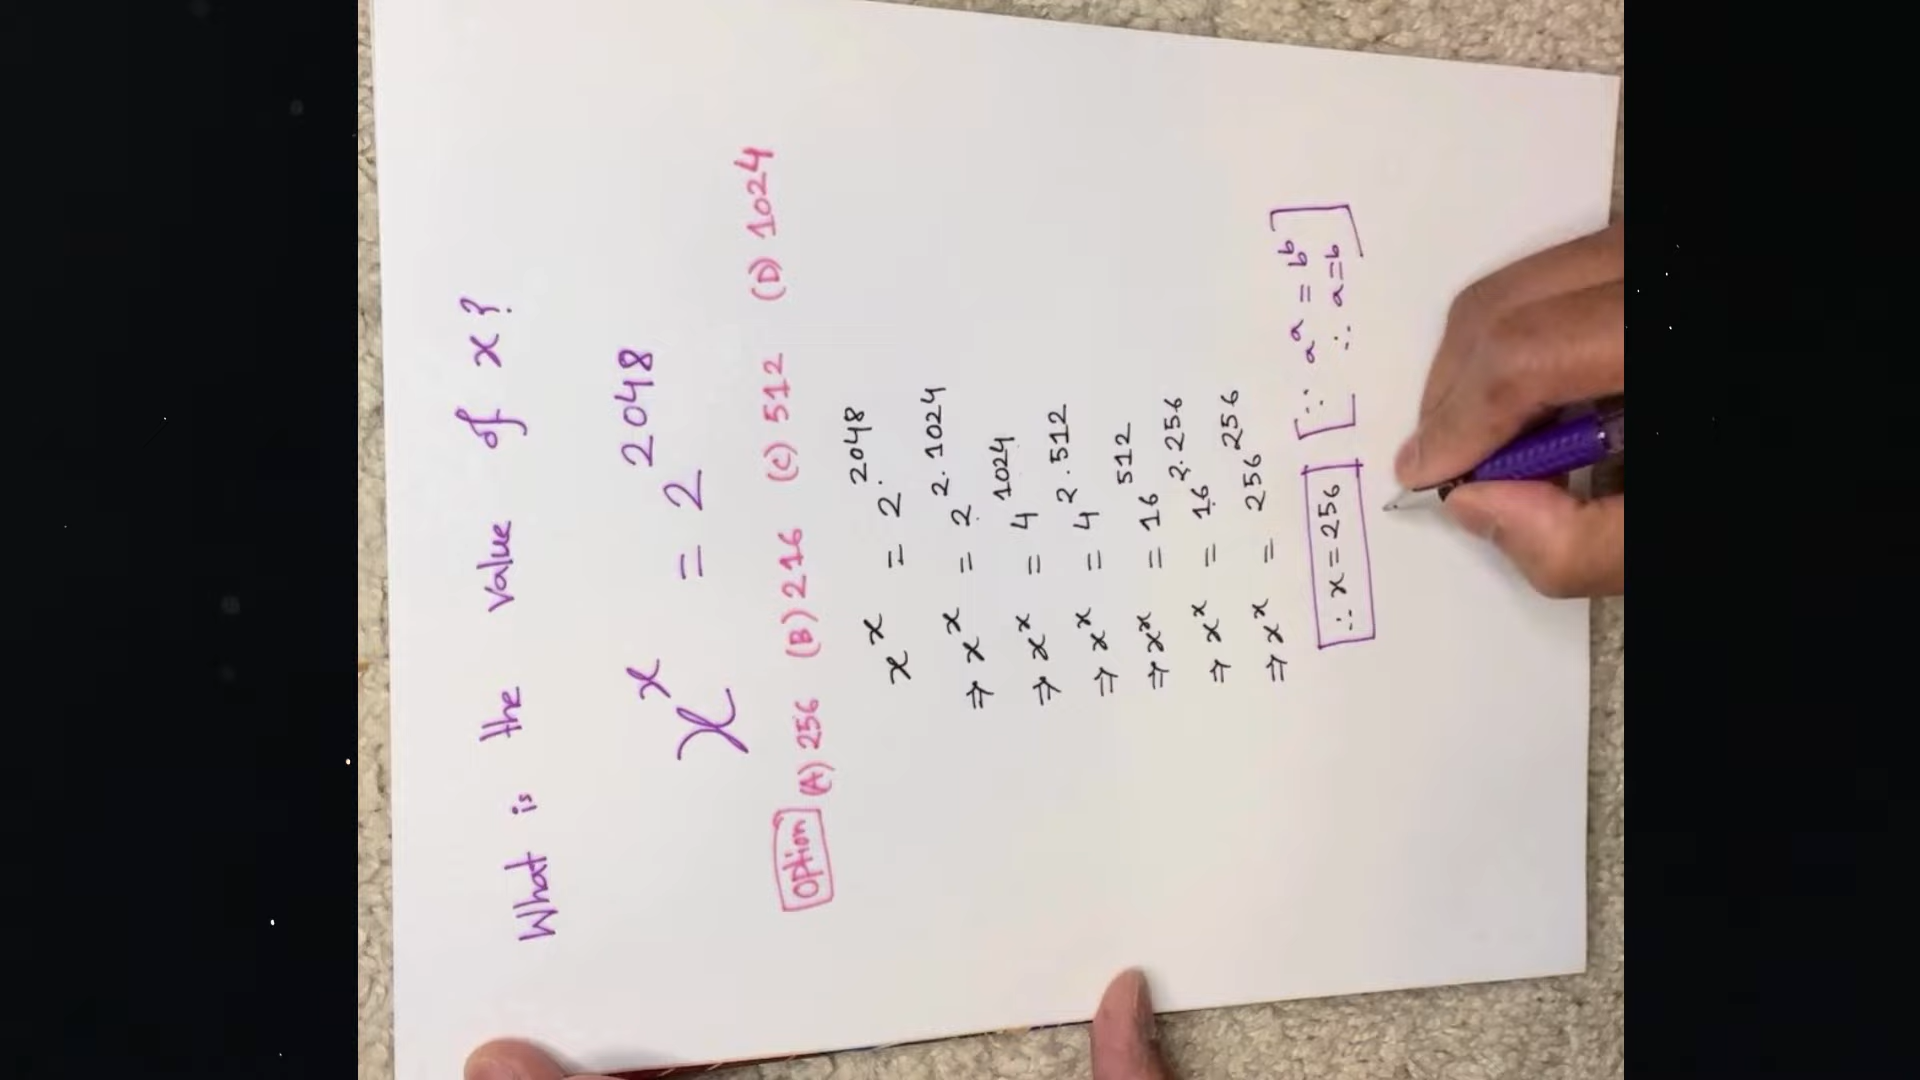 What is the value of x?
x^x = 2^2048
Option (A) 256 (B) 216 (C) 512 (D) 1024
x^x = 2^2048
⇒ x^x = 2^2.1024
⇒ x^x = 4^1024
⇒ x^x = 4^2.512
⇒ x^x = 16^512
⇒ x^x = 16^2.256
⇒ x^x = 256^256
∴ x = 256 [∵ a^a = b^b
∴ a = b]